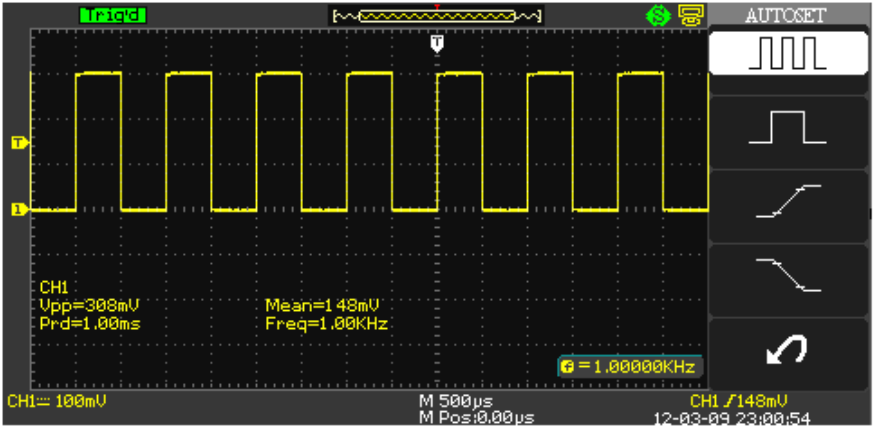 Trig'd
S
AUTOSET
T
T
1
CH1
Vpp=308mV Mean=148mV
Prd=1.00ms Freq=1.00KHz
f = 1.00000KHz
CH1 100mV M 500µs CH1 148mV
M Pos:0.00µs 12-03-09 23:00:54